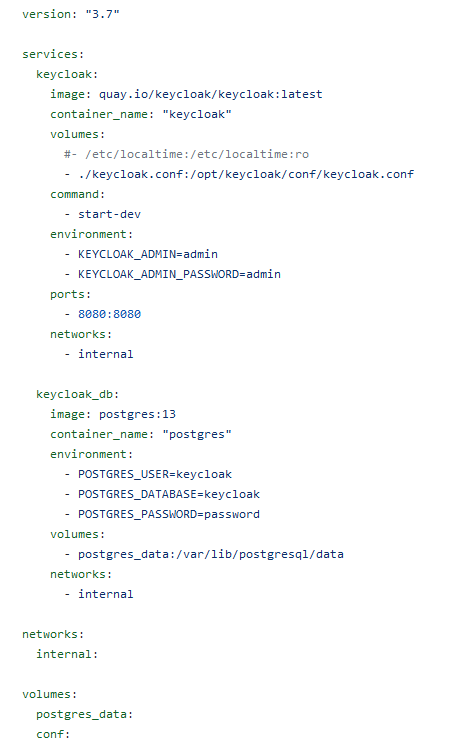 version: "3.7"

services:
  keycloak:
    image: quay.io/keycloak/keycloak:latest
    container_name: "keycloak"
    volumes:
      #- /etc/localtime:/etc/localtime:ro
      - ./keycloak.conf:/opt/keycloak/conf/keycloak.conf
    command:
      - start-dev
    environment:
      - KEYCLOAK_ADMIN=admin
      - KEYCLOAK_ADMIN_PASSWORD=admin
    ports:
      - 8080:8080
    networks:
      - internal

  keycloak_db:
    image: postgres:13
    container_name: "postgres"
    environment:
      - POSTGRES_USER=keycloak
      - POSTGRES_DATABASE=keycloak
      - POSTGRES_PASSWORD=password
    volumes:
      - postgres_data:/var/lib/postgresql/data
    networks:
      - internal

networks:
  internal:

volumes:
  postgres_data:
  conf: